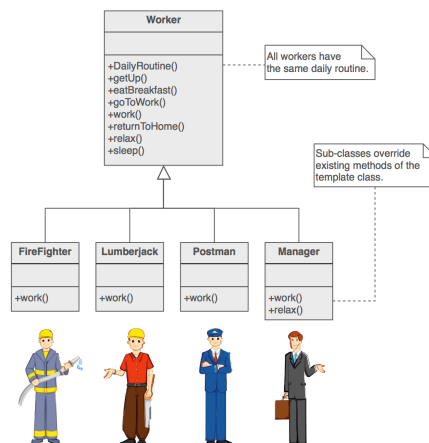 Worker
+DailyRoutine()
+getUp()
+eatBreakfast()
+goToWork()
+work()
+returnToHome()
+relax()
+sleep()
All workers have
the same daily routine.
Sub-classes override
existing methods of the
template class.
FireFighter
+work()
Lumberjack
+work()
Postman
+work()
Manager
+work()
+relax()